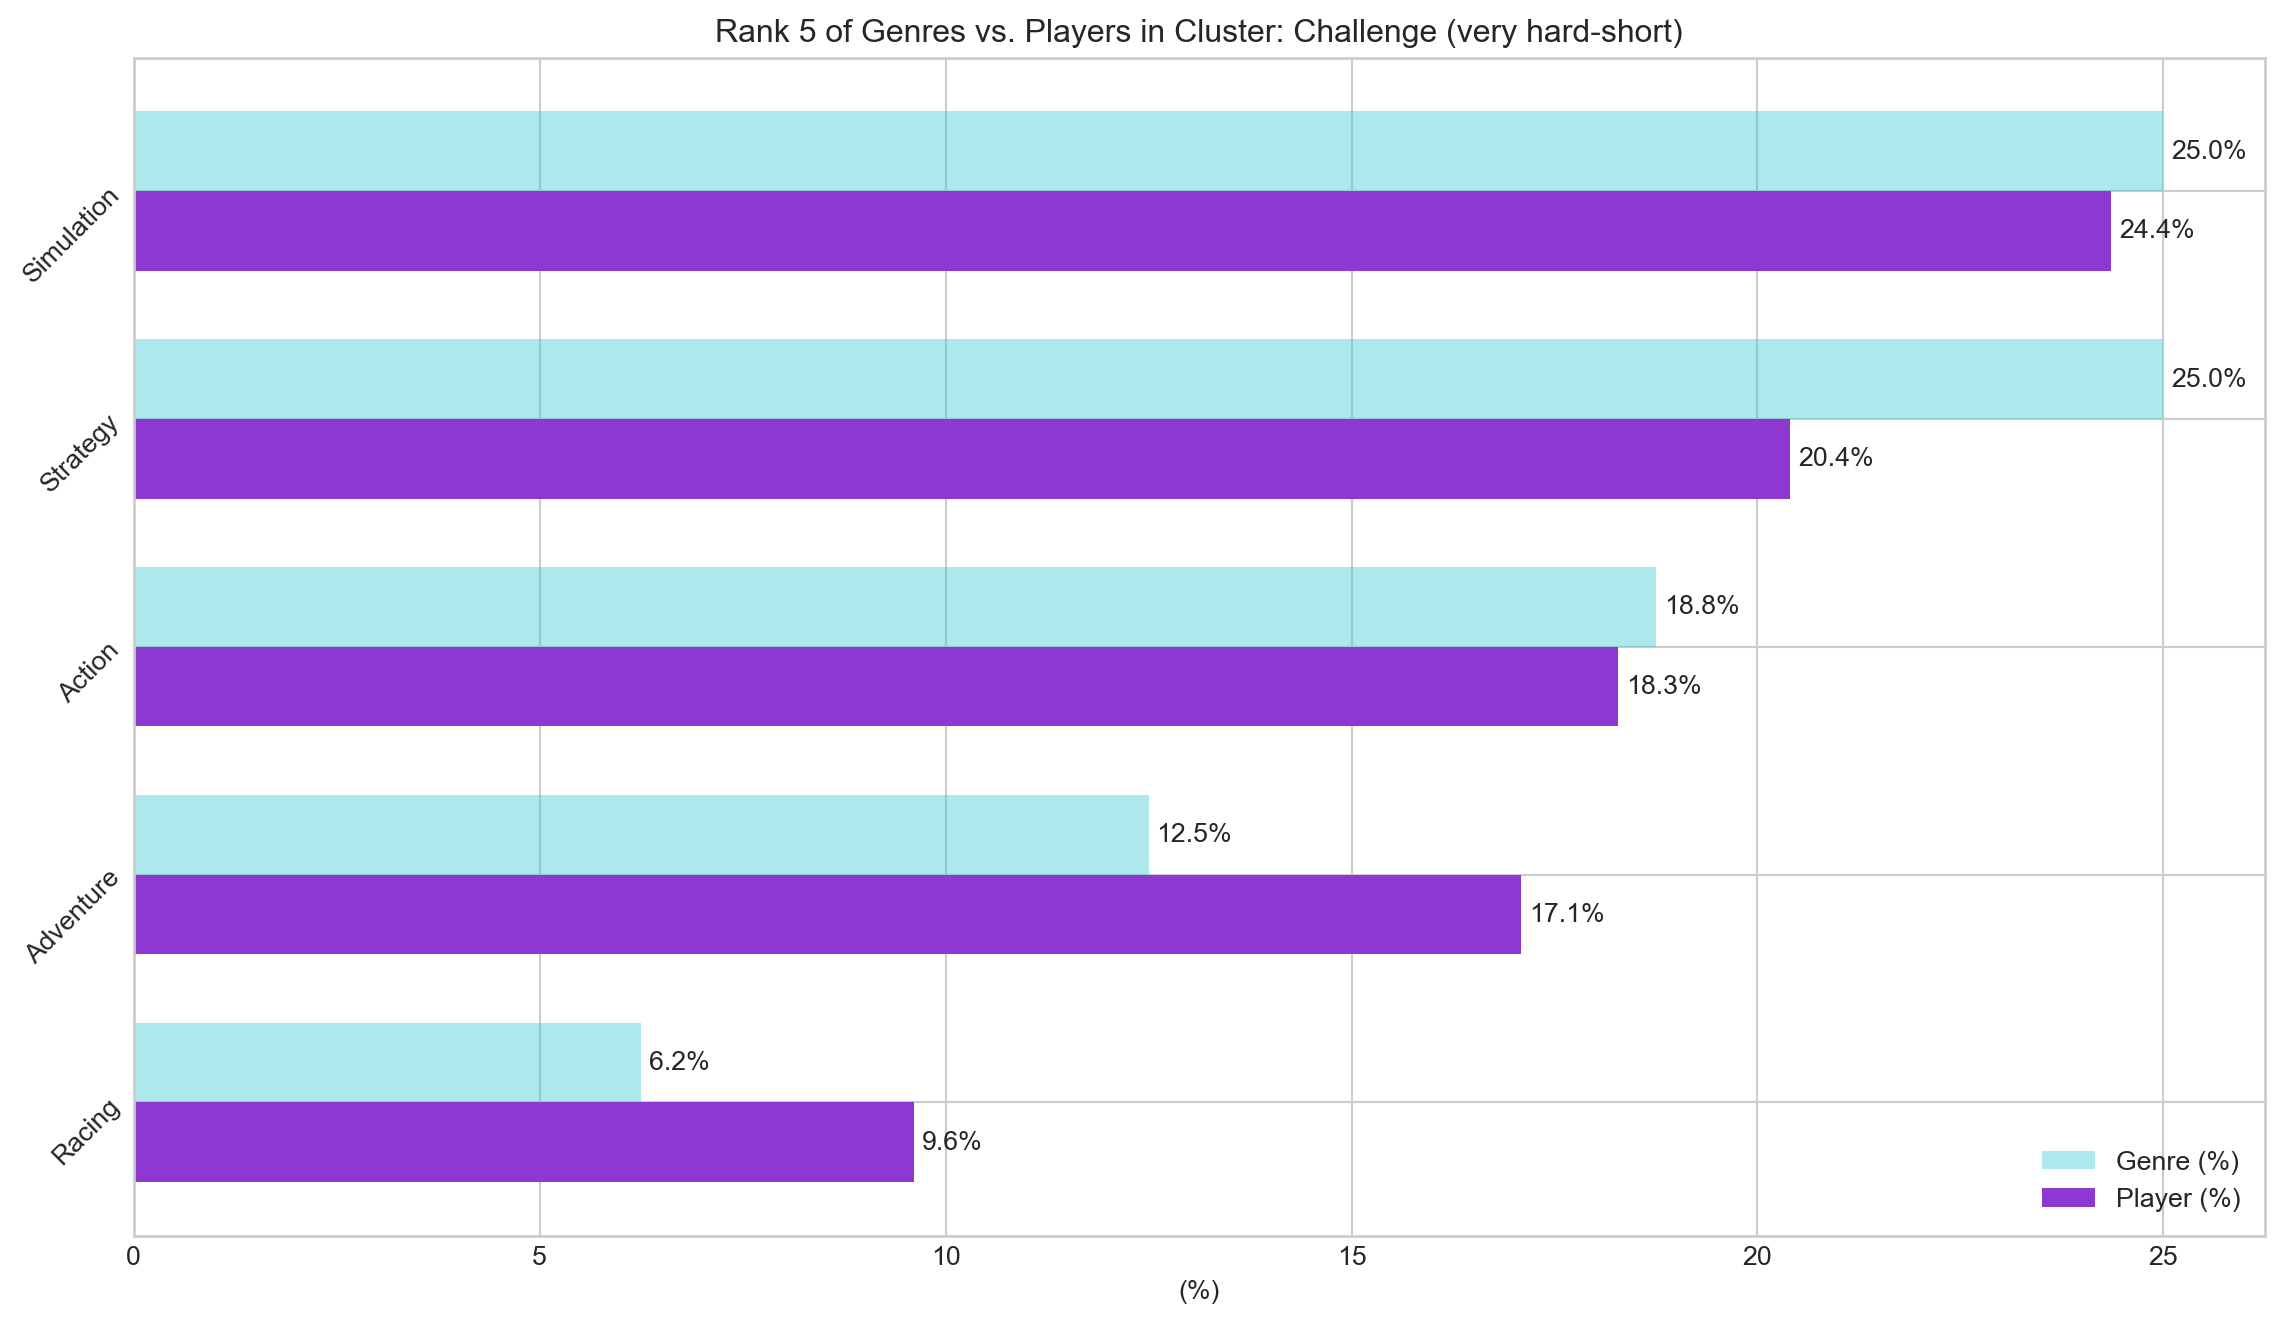 Rank 5 of Genres vs. Players in Cluster: Challenge (very hard-short)
Simulation
25.0%
24.4%
Strategy
25.0%
20.4%
Action
18.8%
18.3%
Adventure
12.5%
17.1%
Racing
6.2%
9.6%
Genre (%)
Player (%)
0 5 10 15 20 25
(%)